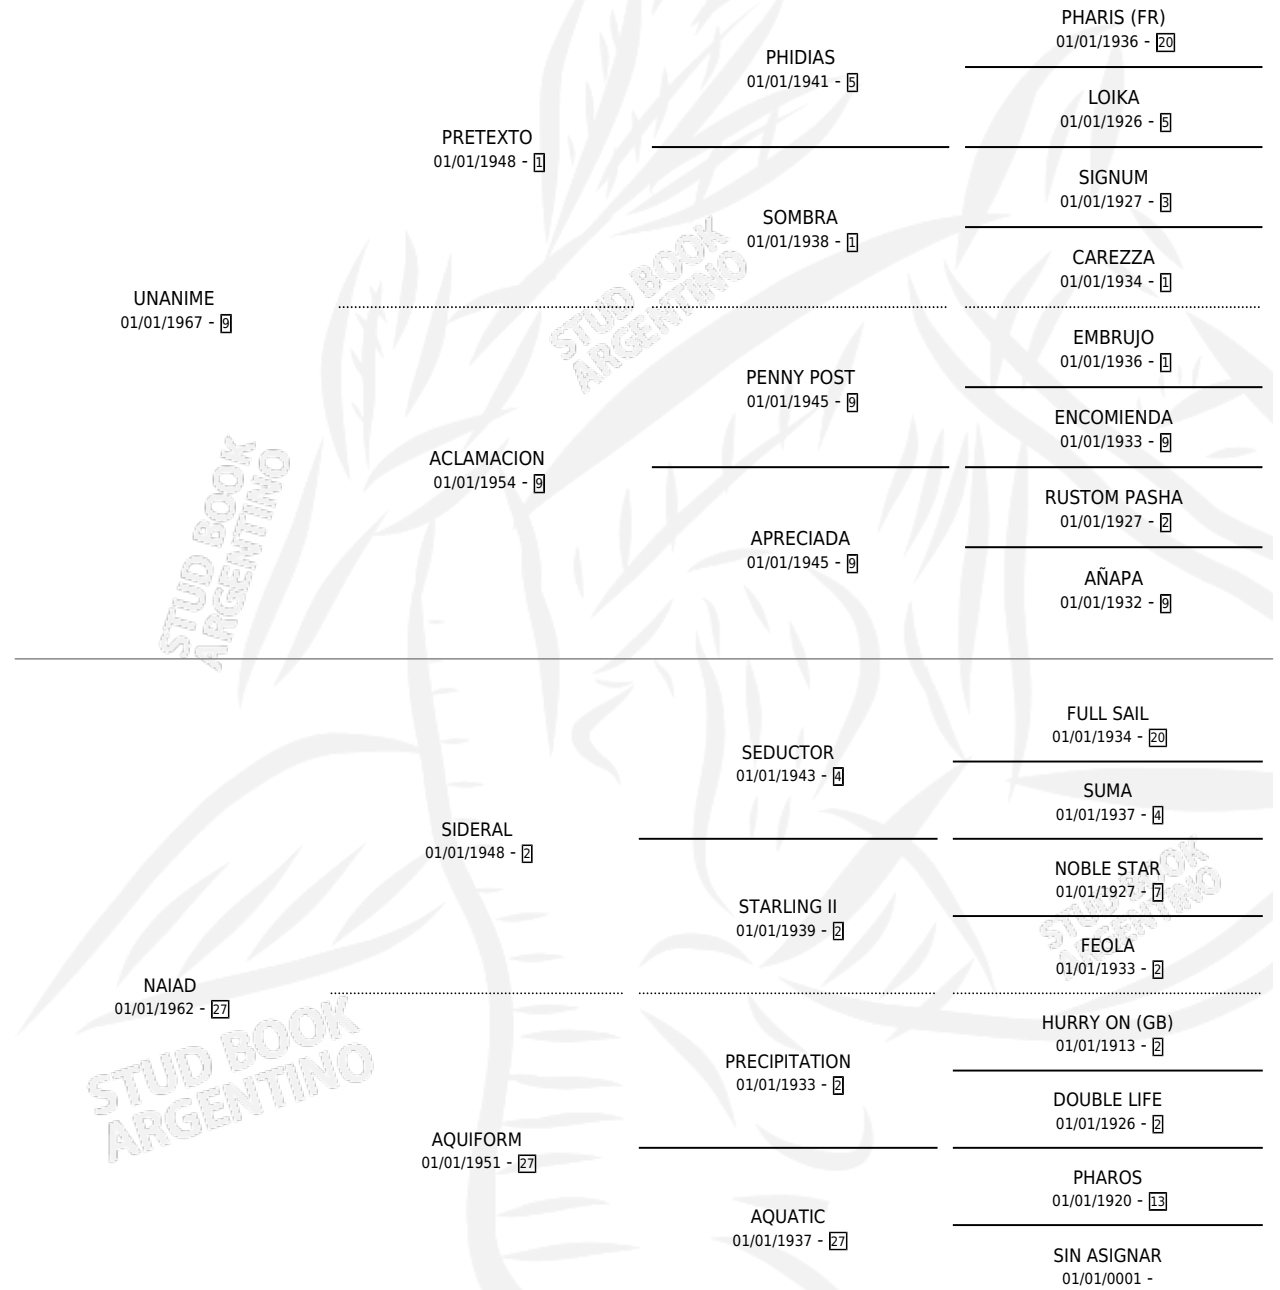 PHARIS (FR)
01/01/1936 - 20
PHIDIAS
01/01/1941 - 5
LOIKA
01/01/1926 - 5
PRETEXTO
01/01/1948 - 1
SIGNUM
01/01/1927 - 3
SOMBRA
01/01/1938 - 1
CAREZZA
01/01/1934 - 1
UNANIME
01/01/1967 - 9
EMBRUJO
01/01/1936 - 1
PENNY POST
01/01/1945 - 9
ENCOMIENDA
01/01/1933 - 9
ACLAMACION
01/01/1954 - 9
RUSTOM PASHA
01/01/1927 - 2
APRECIADA
01/01/1945 - 9
AÑAPA
01/01/1932 - 9
FULL SAIL
01/01/1934 - 20
SEDUCTOR
01/01/1943 - 4
SUMA
01/01/1937 - 4
SIDERAL
01/01/1948 - 2
NOBLE STAR
01/01/1927 - 7
STARLING II
01/01/1939 - 2
FEOLA
01/01/1933 - 2
NAIAD
01/01/1962 - 27
HURRY ON (GB)
01/01/1913 - 2
PRECIPITATION
01/01/1933 - 2
DOUBLE LIFE
01/01/1926 - 2
AQUIFORM
01/01/1951 - 27
PHAROS
01/01/1920 - 13
AQUATIC
01/01/1937 - 27
SIN ASIGNAR
01/01/0001 -
STUD BOOK
ARGENTINO
STUD BOOK
ARGENTINO
STUD BOOK
ARGENTINO
STUD BOOK
ARGENTINO